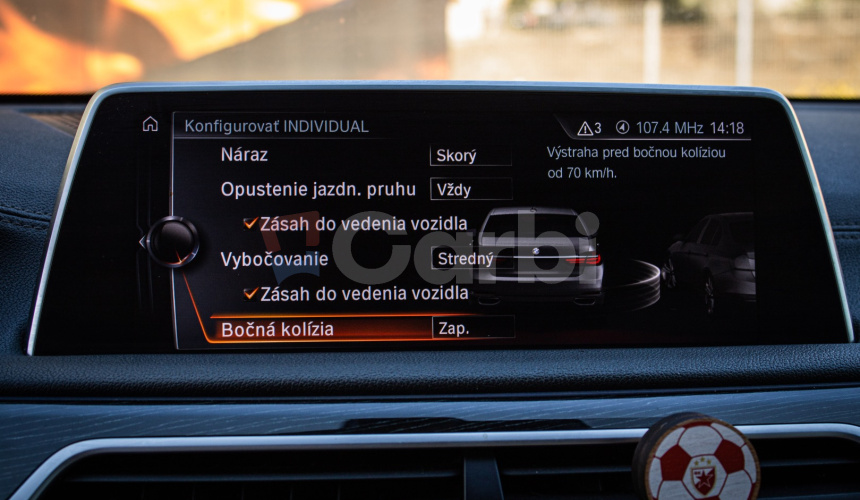 Konfigurovať INDIVIDUAL
3 4 107.4 MHz 14:18
Náraz Skorý
Výstraha pred bočnou kolíziou
od 70 km/h.
Opustenie jazdn. pruhu Vždy
Zásah do vedenia vozidla
Carbi
Vybočovanie Stredný
Zásah do vedenia vozidla
Bočná kolízia Zap.